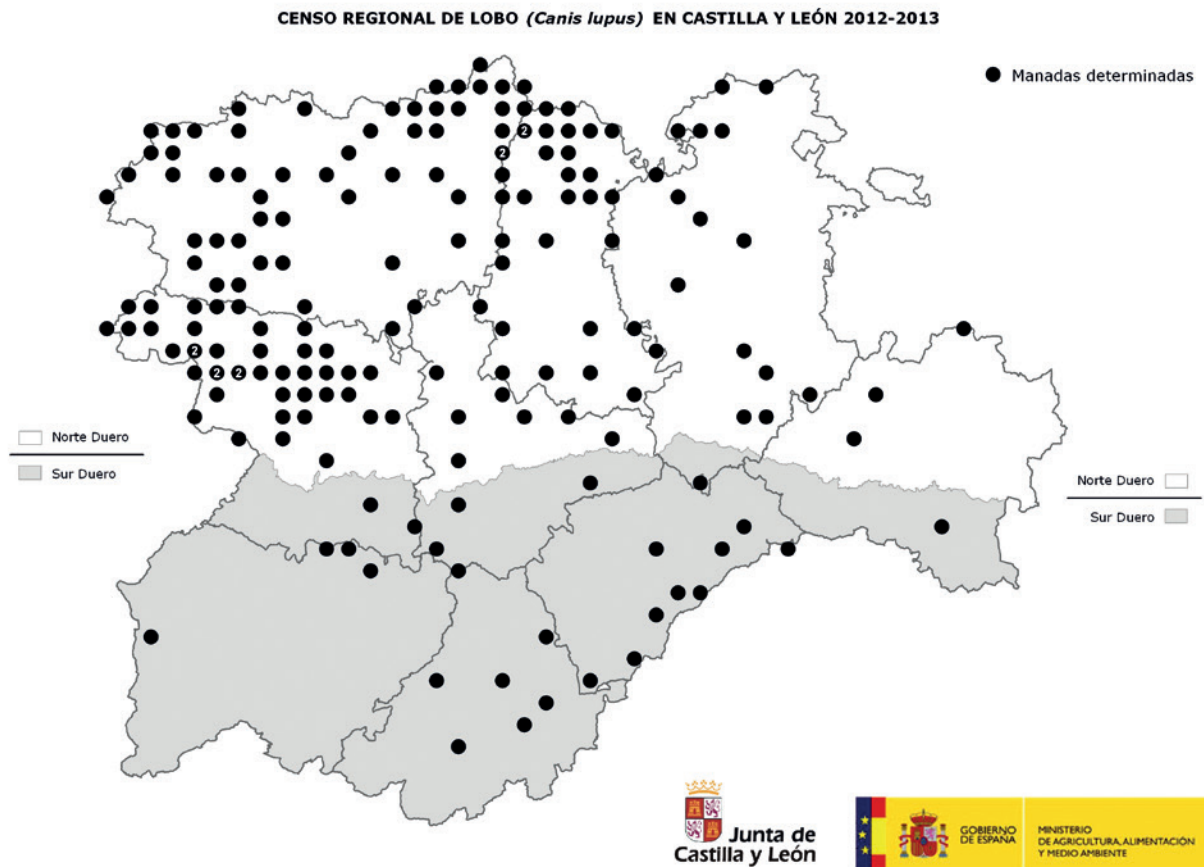 CENSO REGIONAL DE LOBO (Canis lupus) EN CASTILLA Y LEÓN 2012-2013
Manadas determinadas
2
2
2
2
2
Norte Duero
Sur Duero
Norte Duero
Sur Duero
Junta de
Castilla y León
GOBIERNO
DE ESPAÑA
MINISTERIO
DE AGRICULTURA, ALIMENTACIÓN
Y MEDIO AMBIENTE